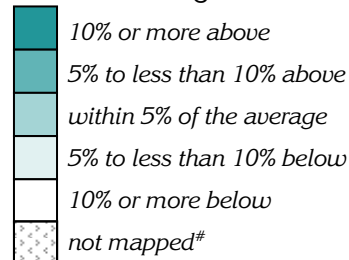 10% or more above
5% to less than 10% above
within 5% of the average
5% to less than 10% below
10% or more below
not mapped#